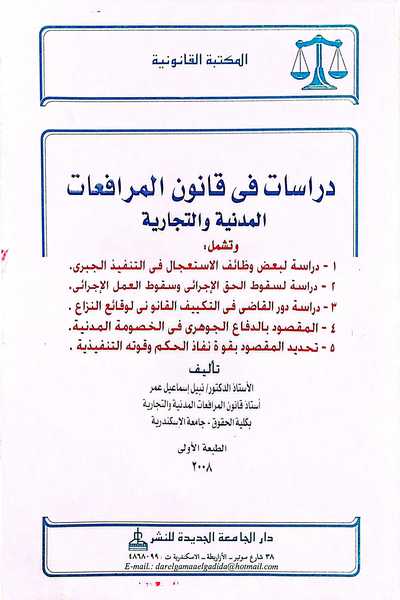 المكتبة القانونية
دراسات فى قانون المرافعات
المدنية والتجارية
وتشمل:
١ - دراسة لبعض وظائف الاستعجال فى التنفيذ الجبرى.
٢ - دراسة لسقوط الحق الإجرائى وسقوط العمل الإجرائى.
٣ - دراسة دور القاضى فى التكييف القانونى لوقائع النزاع.
٤ - المقصود بالدفاع الجوهرى فى الخصومة المدنية.
٥ - تحديد المقصود بقوة نفاذ الحكم وقوته التنفيذية.
تأليف
الأستاذ الدكتور/ نبيل إسماعيل عمر
أستاذ قانون المرافعات المدنية والتجارية
بكلية الحقوق - جامعة الاسكندرية
الطبعة الأولى
٢٠٠٨
دار الجامعة الجديدة للنشر
٣٨ شارع سوتير - الأزاريطة - الاسكندرية ت : ٤٨٦٨٠٩٩
E-mail.: darelgamaaelgadida@hotmail.com